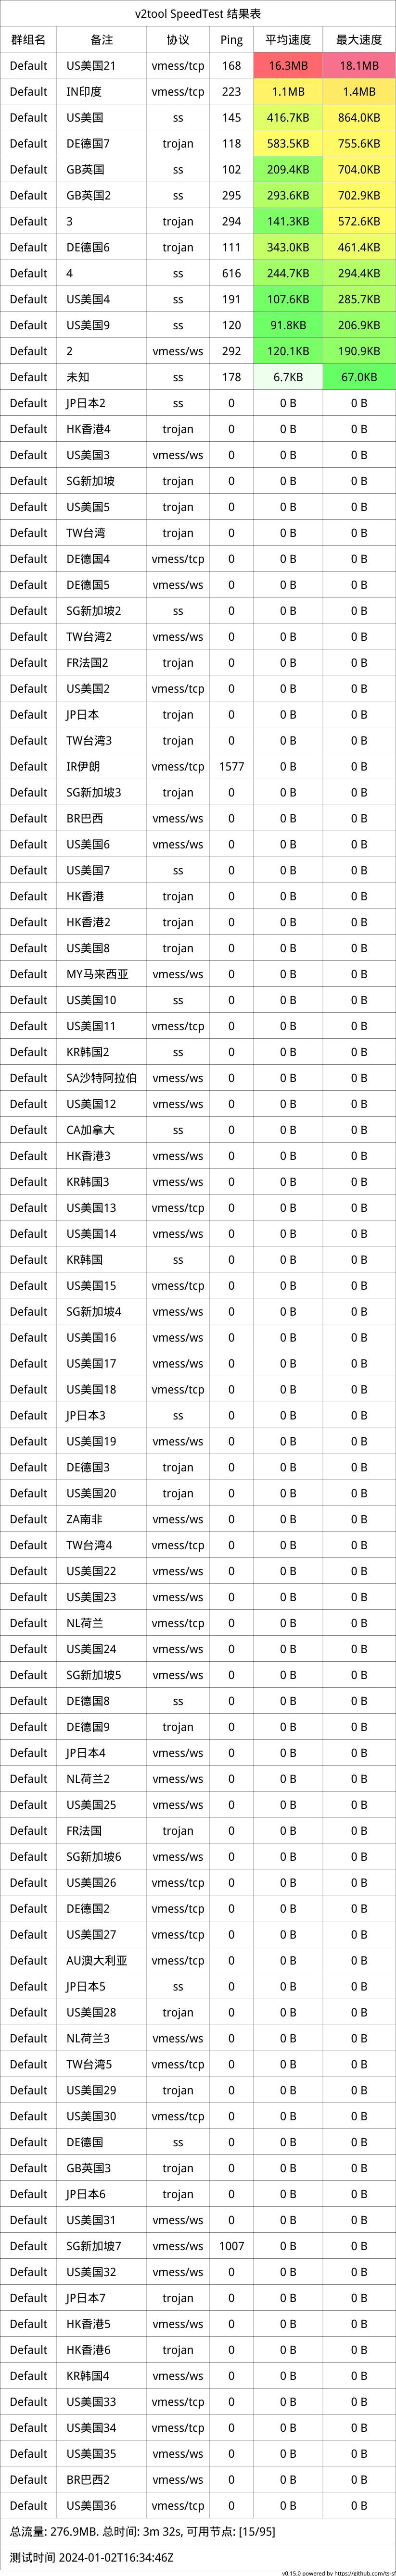 v2tool SpeedTest 结果表
群组名 备注 协议 Ping 平均速度 最大速度
Default US美国21 vmess/tcp 168 16.3MB 18.1MB
Default IN印度 vmess/tcp 223 1.1MB 1.4MB
Default US美国 ss 145 416.7KB 864.0KB
Default DE德国7 trojan 118 583.5KB 755.6KB
Default GB英国 ss 102 209.4KB 704.0KB
Default GB英国2 ss 295 293.6KB 702.9KB
Default 3 trojan 294 141.3KB 572.6KB
Default DE德国6 trojan 111 343.0KB 461.4KB
Default 4 ss 616 244.7KB 294.4KB
Default US美国4 ss 191 107.6KB 285.7KB
Default US美国9 ss 120 91.8KB 206.9KB
Default 2 vmess/ws 292 120.1KB 190.9KB
Default 未知 ss 178 6.7KB 67.0KB
Default JP日本2 ss 0 0 B 0 B
Default HK香港4 trojan 0 0 B 0 B
Default US美国3 vmess/ws 0 0 B 0 B
Default SG新加坡 trojan 0 0 B 0 B
Default US美国5 trojan 0 0 B 0 B
Default TW台湾 trojan 0 0 B 0 B
Default DE德国4 vmess/tcp 0 0 B 0 B
Default DE德国5 vmess/ws 0 0 B 0 B
Default SG新加坡2 ss 0 0 B 0 B
Default TW台湾2 vmess/ws 0 0 B 0 B
Default FR法国2 trojan 0 0 B 0 B
Default US美国2 vmess/tcp 0 0 B 0 B
Default JP日本 trojan 0 0 B 0 B
Default TW台湾3 trojan 0 0 B 0 B
Default IR伊朗 vmess/tcp 1577 0 B 0 B
Default SG新加坡3 trojan 0 0 B 0 B
Default BR巴西 vmess/ws 0 0 B 0 B
Default US美国6 vmess/ws 0 0 B 0 B
Default US美国7 ss 0 0 B 0 B
Default HK香港 trojan 0 0 B 0 B
Default HK香港2 trojan 0 0 B 0 B
Default US美国8 trojan 0 0 B 0 B
Default MY马来西亚 vmess/ws 0 0 B 0 B
Default US美国10 ss 0 0 B 0 B
Default US美国11 vmess/tcp 0 0 B 0 B
Default KR韩国2 ss 0 0 B 0 B
Default SA沙特阿拉伯 vmess/ws 0 0 B 0 B
Default US美国12 vmess/ws 0 0 B 0 B
Default CA加拿大 ss 0 0 B 0 B
Default HK香港3 vmess/ws 0 0 B 0 B
Default KR韩国3 vmess/ws 0 0 B 0 B
Default US美国13 vmess/tcp 0 0 B 0 B
Default US美国14 vmess/ws 0 0 B 0 B
Default KR韩国 ss 0 0 B 0 B
Default US美国15 vmess/tcp 0 0 B 0 B
Default SG新加坡4 vmess/ws 0 0 B 0 B
Default US美国16 vmess/ws 0 0 B 0 B
Default US美国17 vmess/ws 0 0 B 0 B
Default US美国18 vmess/tcp 0 0 B 0 B
Default JP日本3 ss 0 0 B 0 B
Default US美国19 vmess/ws 0 0 B 0 B
Default DE德国3 trojan 0 0 B 0 B
Default US美国20 trojan 0 0 B 0 B
Default ZA南非 vmess/ws 0 0 B 0 B
Default TW台湾4 vmess/tcp 0 0 B 0 B
Default US美国22 vmess/ws 0 0 B 0 B
Default US美国23 vmess/ws 0 0 B 0 B
Default NL荷兰 vmess/tcp 0 0 B 0 B
Default US美国24 vmess/ws 0 0 B 0 B
Default SG新加坡5 vmess/ws 0 0 B 0 B
Default DE德国8 ss 0 0 B 0 B
Default DE德国9 trojan 0 0 B 0 B
Default JP日本4 vmess/ws 0 0 B 0 B
Default NL荷兰2 vmess/ws 0 0 B 0 B
Default US美国25 vmess/ws 0 0 B 0 B
Default FR法国 trojan 0 0 B 0 B
Default SG新加坡6 vmess/ws 0 0 B 0 B
Default US美国26 vmess/tcp 0 0 B 0 B
Default DE德国2 vmess/tcp 0 0 B 0 B
Default US美国27 vmess/tcp 0 0 B 0 B
Default AU澳大利亚 vmess/tcp 0 0 B 0 B
Default JP日本5 ss 0 0 B 0 B
Default US美国28 trojan 0 0 B 0 B
Default NL荷兰3 vmess/ws 0 0 B 0 B
Default TW台湾5 vmess/tcp 0 0 B 0 B
Default US美国29 trojan 0 0 B 0 B
Default US美国30 vmess/tcp 0 0 B 0 B
Default DE德国 ss 0 0 B 0 B
Default GB英国3 trojan 0 0 B 0 B
Default JP日本6 trojan 0 0 B 0 B
Default US美国31 vmess/ws 0 0 B 0 B
Default SG新加坡7 vmess/ws 1007 0 B 0 B
Default US美国32 vmess/ws 0 0 B 0 B
Default JP日本7 trojan 0 0 B 0 B
Default HK香港5 vmess/ws 0 0 B 0 B
Default HK香港6 trojan 0 0 B 0 B
Default KR韩国4 vmess/ws 0 0 B 0 B
Default US美国33 vmess/tcp 0 0 B 0 B
Default US美国34 vmess/tcp 0 0 B 0 B
Default US美国35 vmess/ws 0 0 B 0 B
Default BR巴西2 vmess/ws 0 0 B 0 B
Default US美国36 vmess/tcp 0 0 B 0 B
总流量: 276.9MB. 总时间: 3m 32s, 可用节点: [15/95]
测试时间 2024-01-02T16:34:46Z
v0.15.0 powered by https://github.com/ts-sf